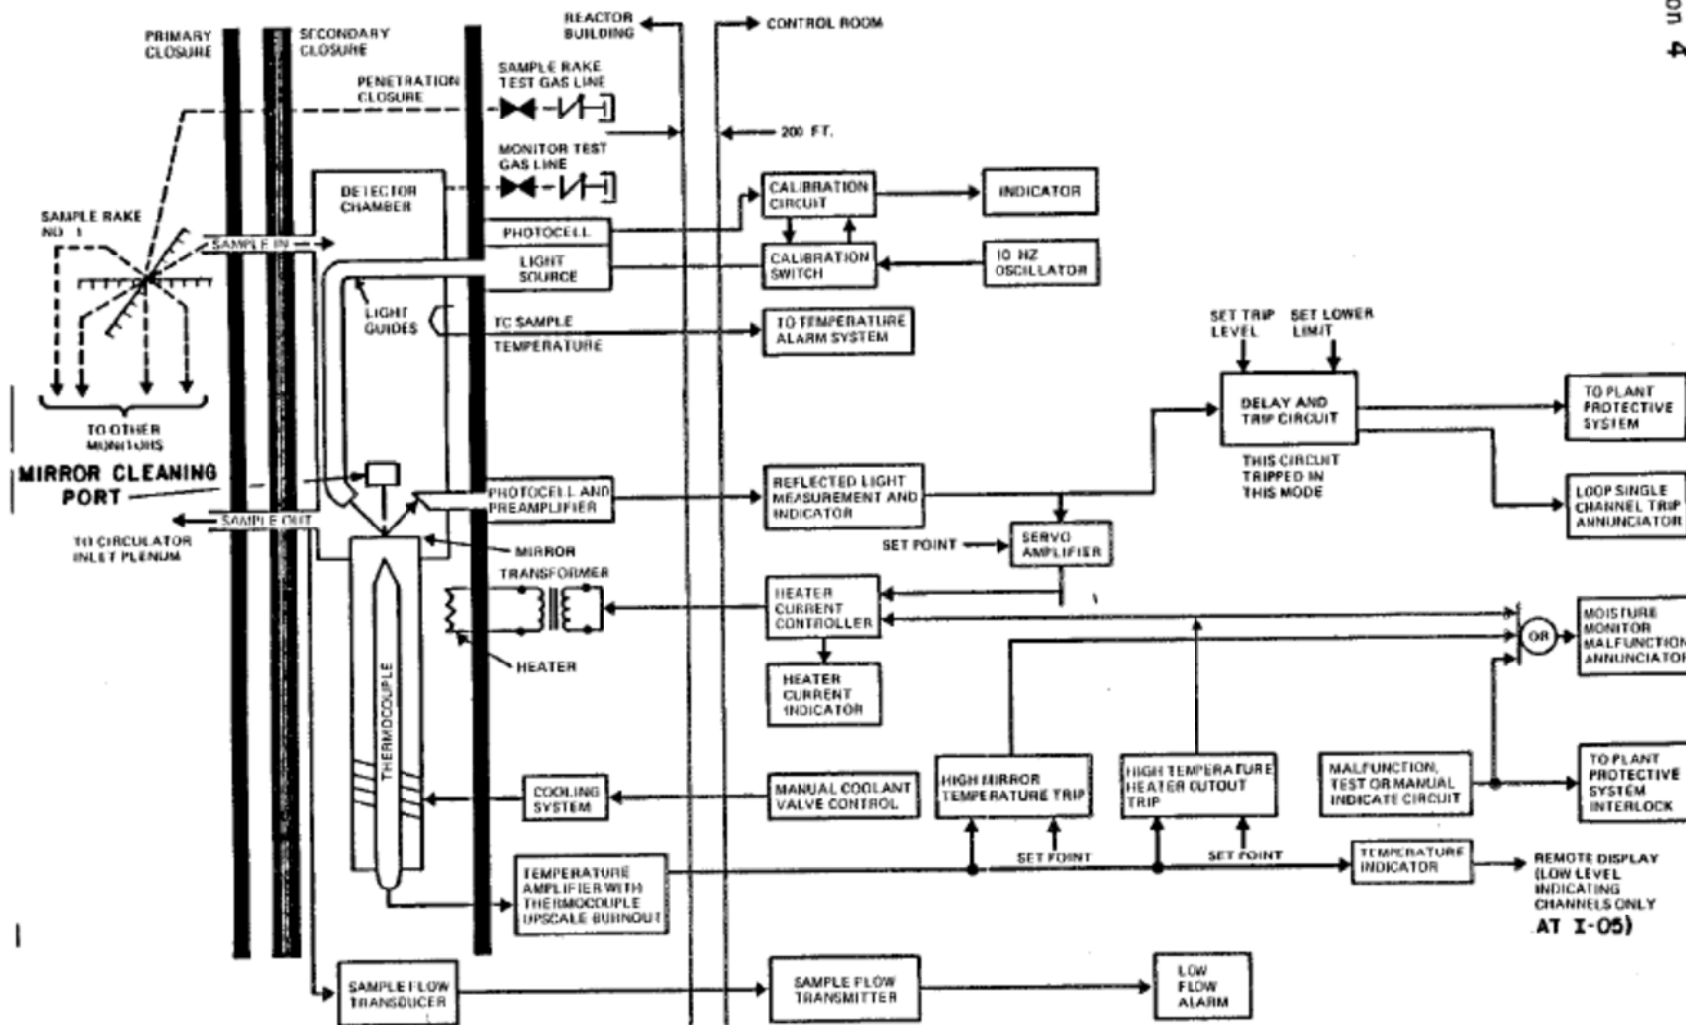 on 4
REACTOR
BUILDING
CONTROL ROOM
PRIMARY
CLOSURE
SECONDARY
CLOSURE
PENETRATION
CLOSURE
SAMPLE RAKE
TEST GAS LINE
200 FT.
MONITOR TEST
GAS LINE
DETECTOR
CHAMBER
CALIBRATION
CIRCUIT
INDICATOR
SAMPLE RAKE
NO. 1
SAMPLE IN
PHOTOCELL
LIGHT
SOURCE
CALIBRATION
SWITCH
10 HZ
OSCILLATOR
LIGHT
GUIDES
TC SAMPLE
TEMPERATURE
TO TEMPERATURE
ALARM SYSTEM
SET TRIP
LEVEL
SET LOWER
LIMIT
DELAY AND
TRIP CIRCUIT
TO PLANT
PROTECTIVE
SYSTEM
TO OTHER
MONITORS
MIRROR CLEANING
PORT
THIS CIRCUIT
TRIPPED IN
THIS MODE
PHOTOCELL AND
PREAMPLIFIER
REFLECTED LIGHT
MEASUREMENT AND
INDICATOR
LOOP SINGLE
CHANNEL TRIP
ANNUNCIATOR
SAMPLE OUT
TO CIRCULATOR
INLET PLENUM
MIRROR
SET POINT
SERVO
AMPLIFIER
TRANSFORMER
HEATER
CURRENT
CONTROLLER
OR
MOISTURE
MONITOR
MALFUNCTION
ANNUNCIATOR
HEATER
THERMOCOUPLE
HEATER
CURRENT
INDICATOR
COOLING
SYSTEM
MANUAL COOLANT
VALVE CONTROL
HIGH MIRROR
TEMPERATURE TRIP
HIGH TEMPERATURE
HEATER CUTOUT
TRIP
MALFUNCTION,
TEST OR MANUAL
INDICATE CIRCUIT
TO PLANT
PROTECTIVE
SYSTEM
INTERLOCK
SET POINT
SET POINT
TEMPERATURE
AMPLIFIER WITH
THERMOCOUPLE
UPSCALE BURNOUT
TEMPERATURE
INDICATOR
REMOTE DISPLAY
(LOW LEVEL
INDICATING
CHANNELS ONLY
AT I-05)
SAMPLE FLOW
TRANSDUCER
SAMPLE FLOW
TRANSMITTER
LOW
FLOW
ALARM